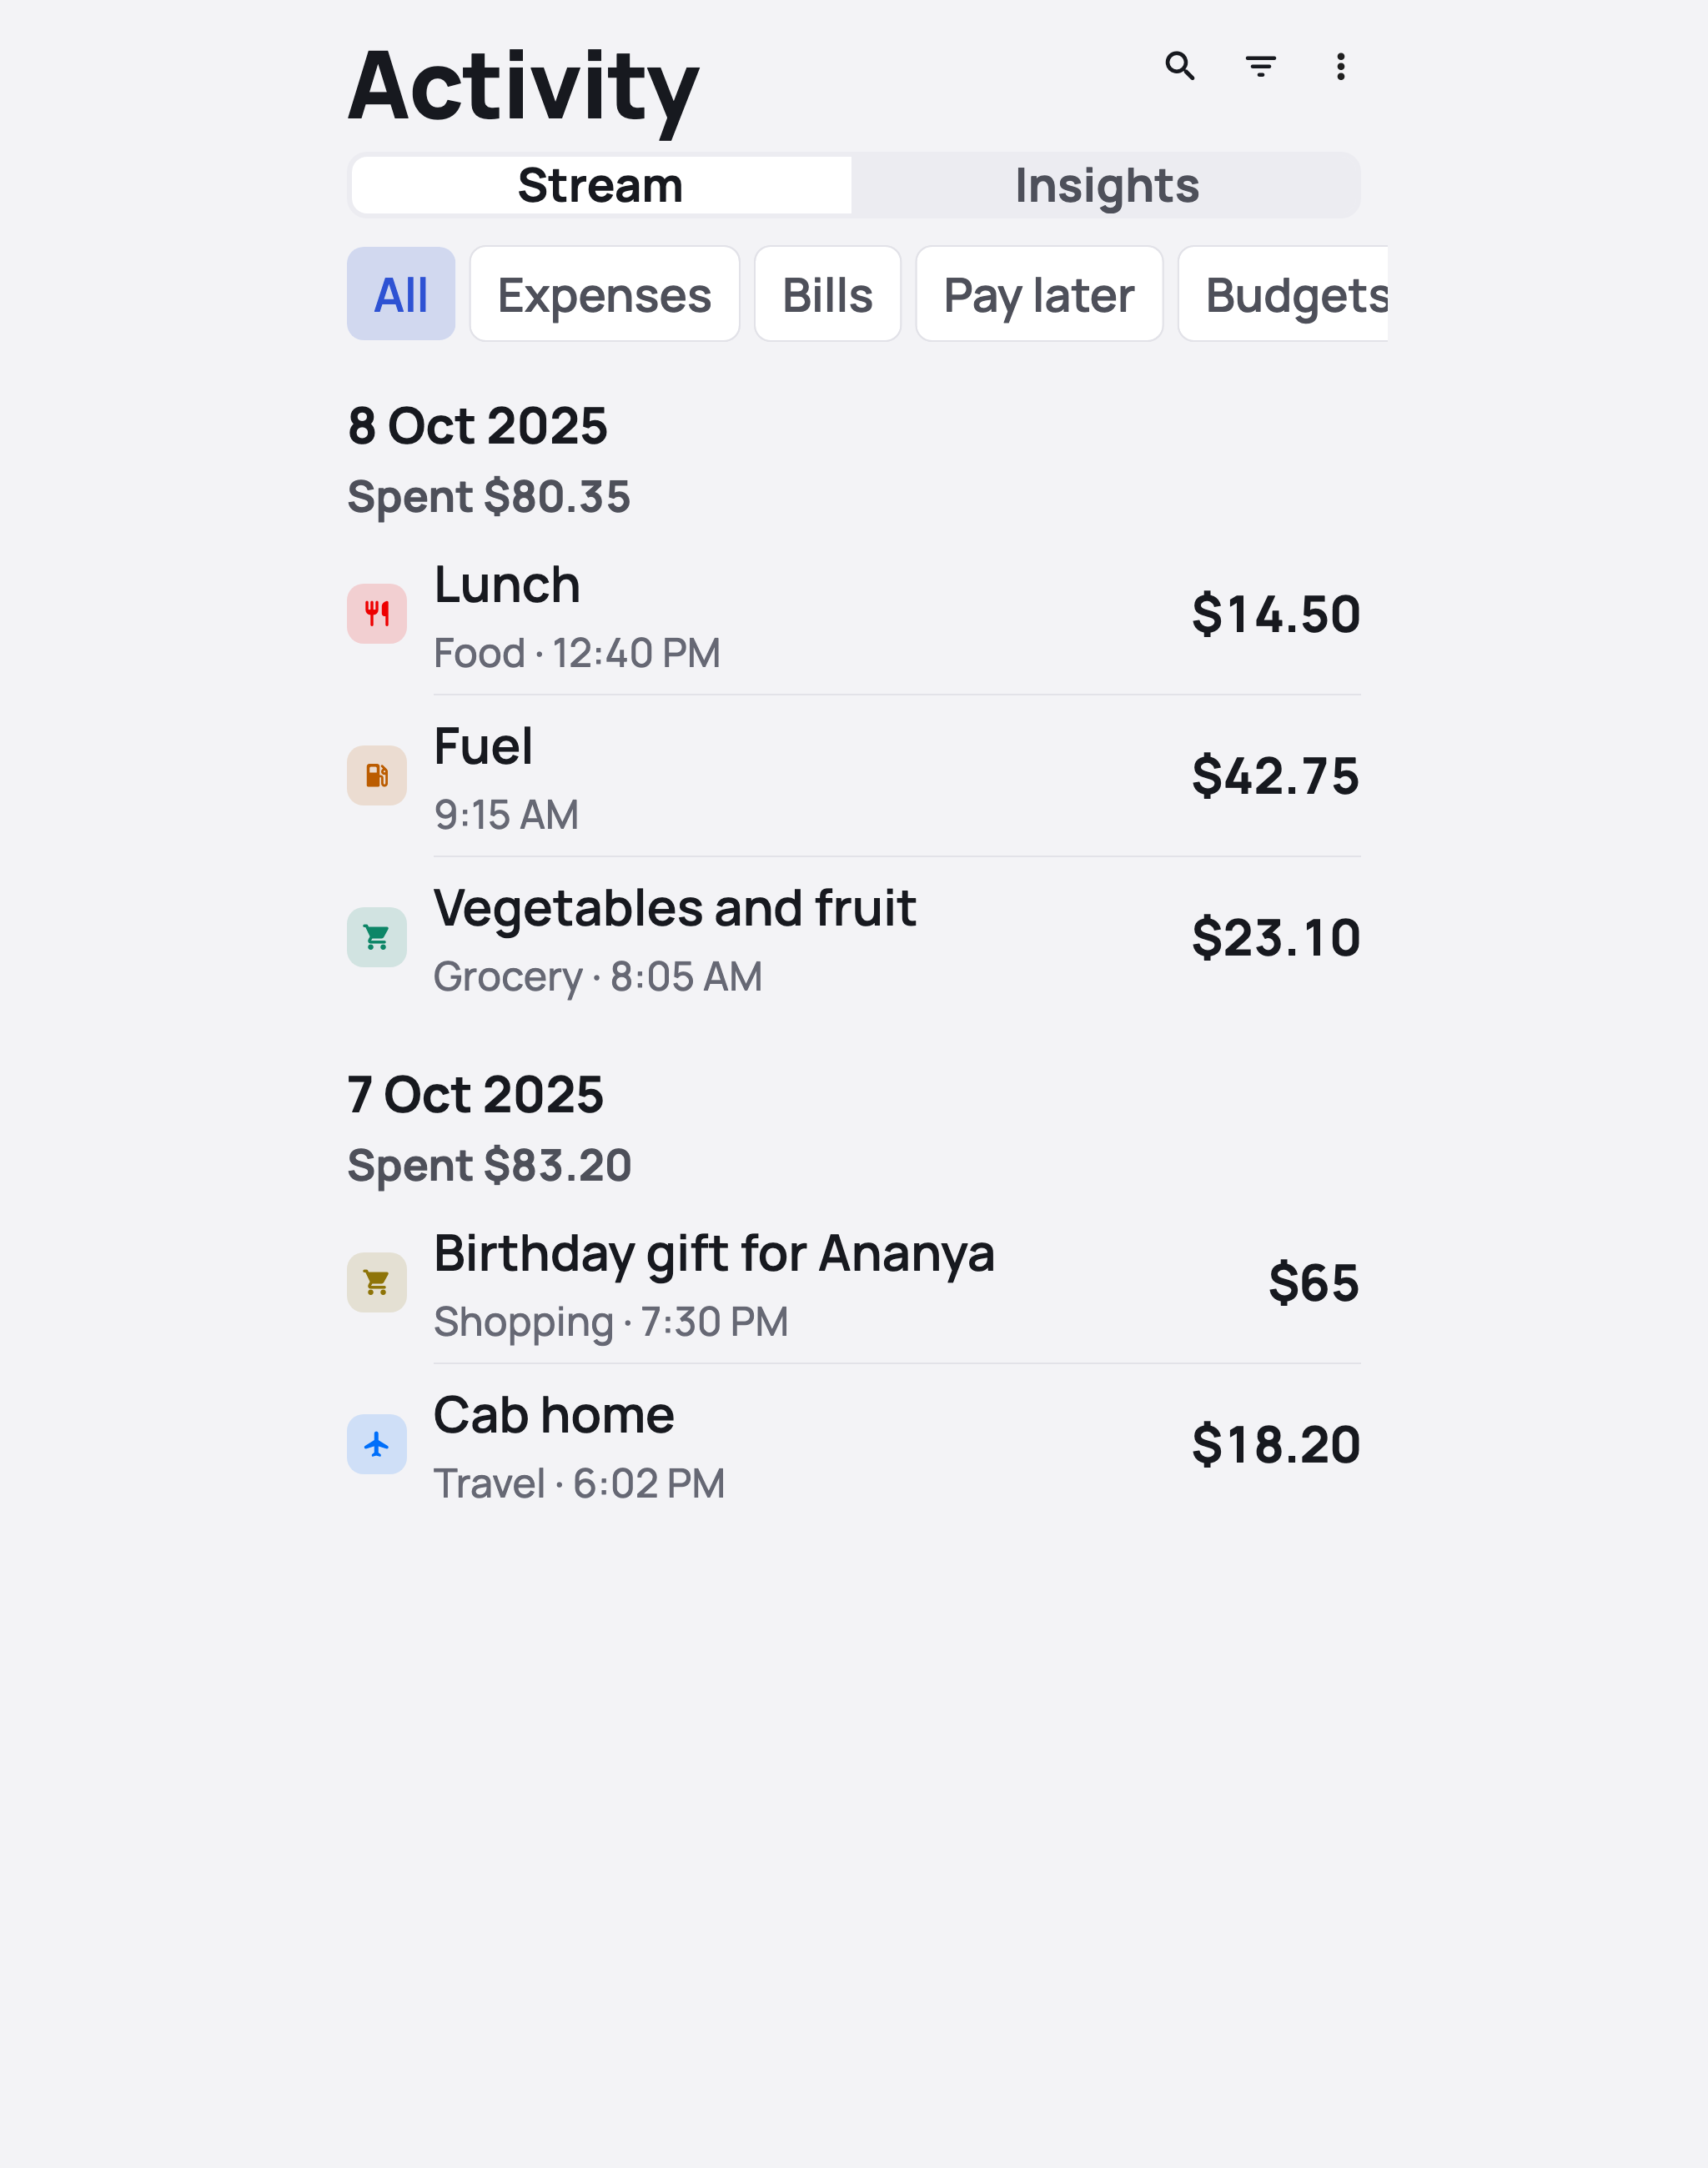 Activity
Stream Insights
All Expenses Bills Pay later Budgets
8 Oct 2025
Spent $80.35
Lunch
$14.50
Food · 12:40 PM
Fuel
$42.75
9:15 AM
Vegetables and fruit
$23.10
Grocery · 8:05 AM
7 Oct 2025
Spent $83.20
Birthday gift for Ananya
$65
Shopping · 7:30 PM
Cab home
$18.20
Travel · 6:02 PM